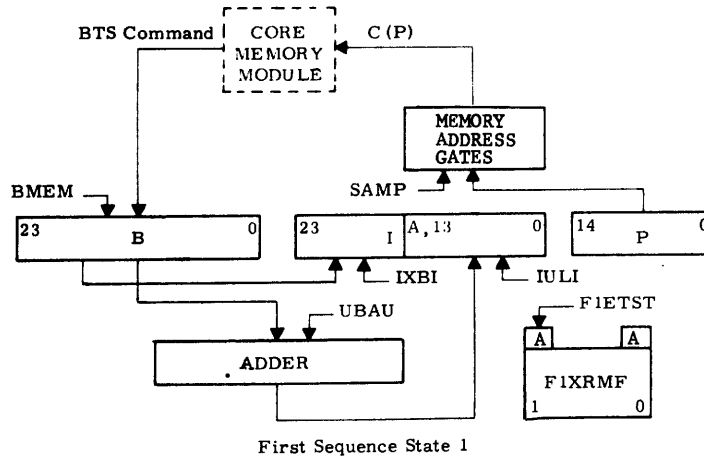 BTS Command
CORE
MEMORY
MODULE
C (P)
MEMORY
ADDRESS
GATES
BMEM
SAMP
23 B 0
23 I A, 13 0
14 P 0
IXBI
IULI
UBAU
F1ETST
ADDER
A A
F1XRMF
1 0
First Sequence State 1